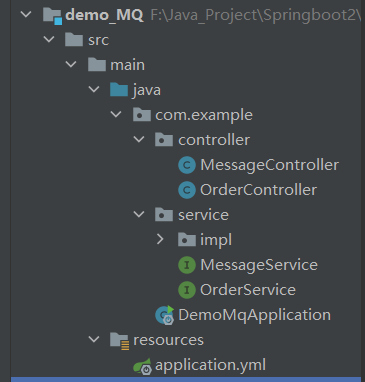 demo_MQ F:\Java_Project\Springboot2\
src
main
java
com.example
controller
C MessageController
C OrderController
service
impl
I MessageService
I OrderService
DemoMqApplication
resources
application.yml